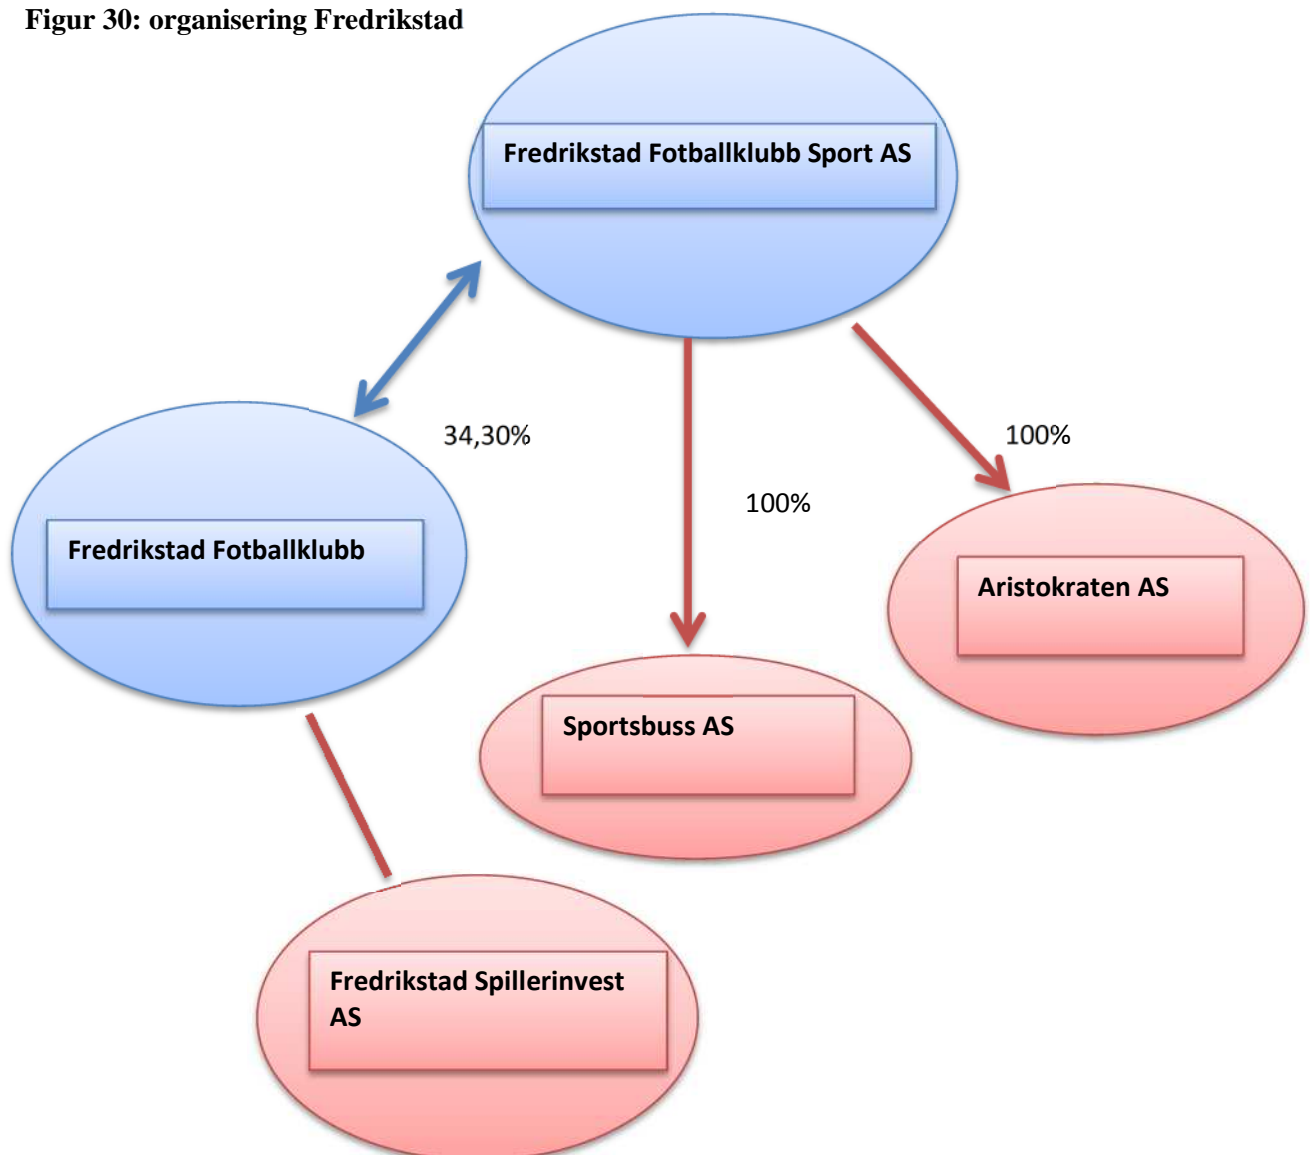 Figur 30: organisering Fredrikstad
Fredrikstad Fotballklubb Sport AS
34,30%
100%
100%
Fredrikstad Fotballklubb
Aristokraten AS
Sportsbuss AS
Fredrikstad Spillerinvest
AS